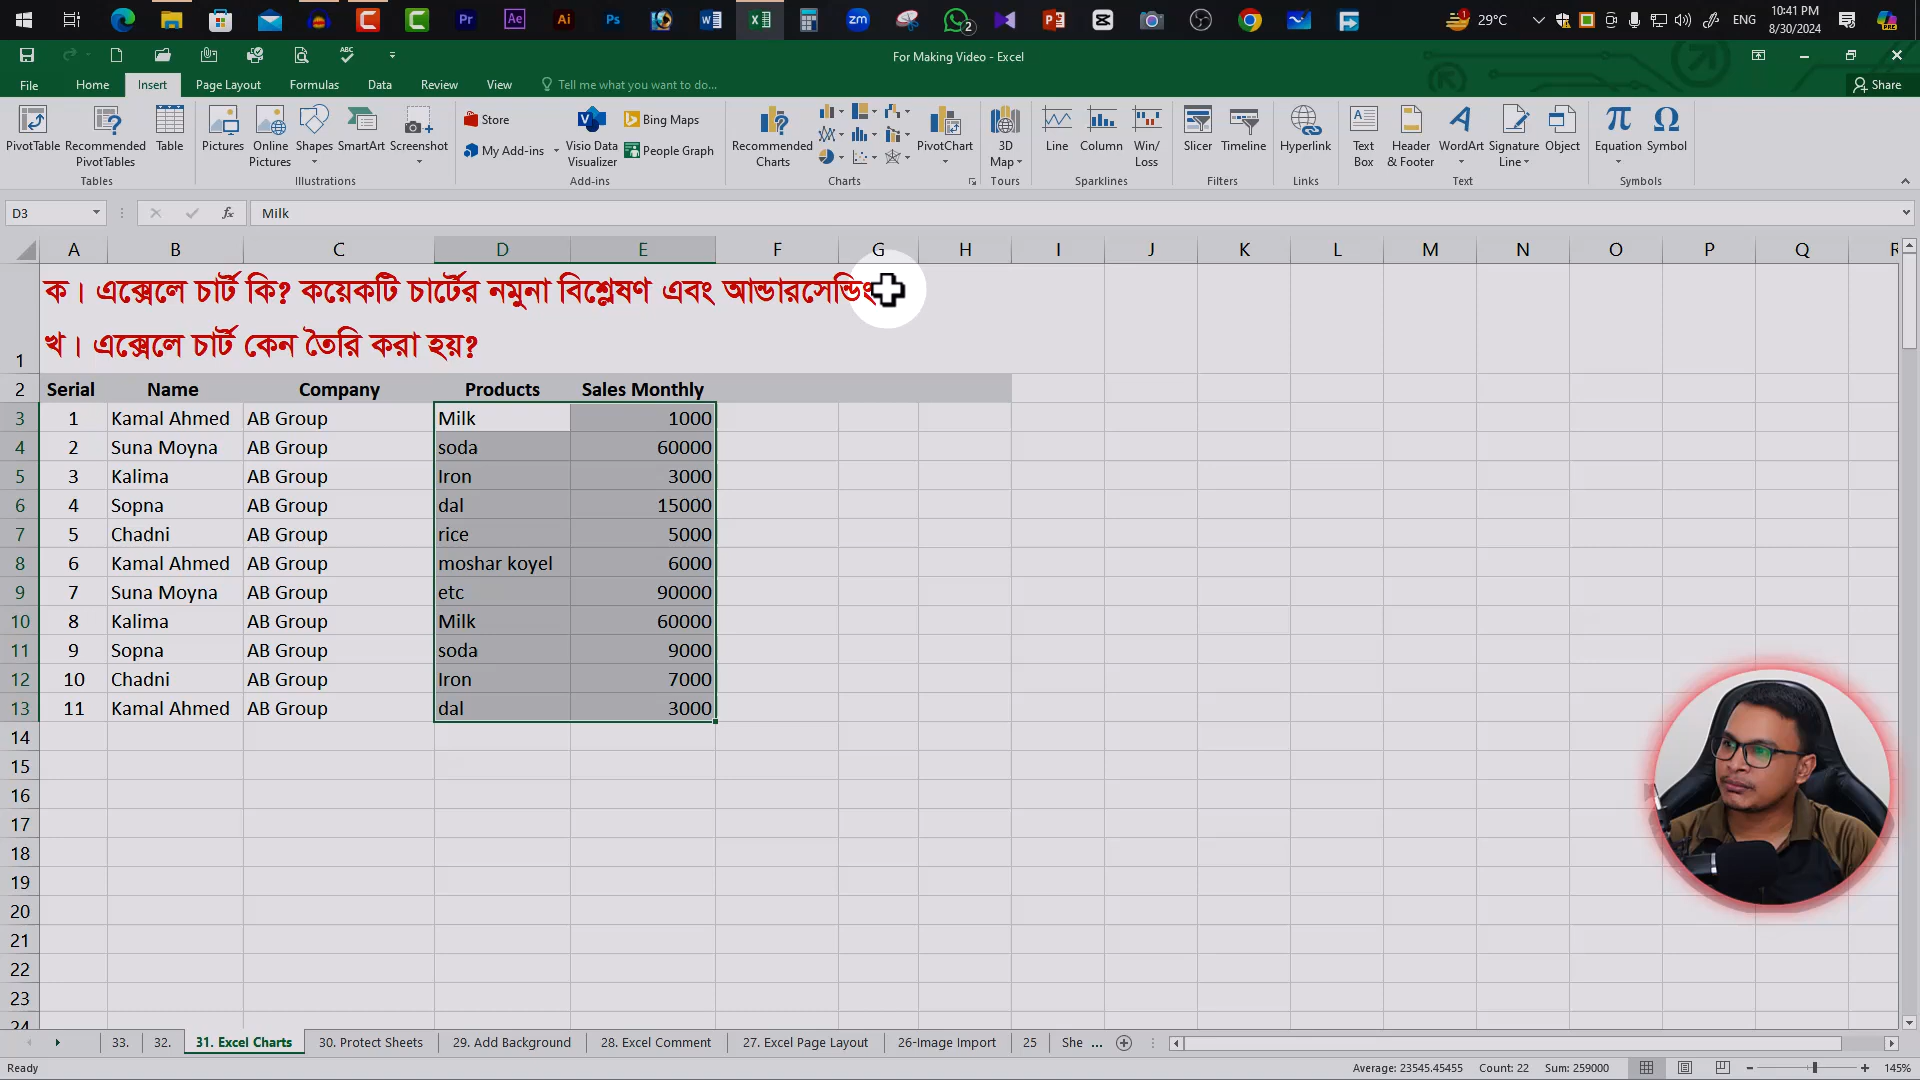 29°C
ENG
10:41 PM
8/30/2024
For Making Video - Excel
File Home Insert Page Layout Formulas Data Review View Tell me what you want to do...
Share
PivotTable Recommended PivotTables Table Pictures Online Pictures Shapes SmartArt Screenshot Store My Add-ins Visio Data Visualizer Bing Maps People Graph Recommended Charts PivotChart 3D Map Line Column Win/Loss Slicer Timeline Hyperlink Text Box Header & Footer WordArt Signature Line Object Equation Symbol
Tables Illustrations Add-ins Charts Tours Sparklines Filters Links Text Symbols
D3 fx Milk
A B C D E F G H I J K L M N O P Q R
ক। এক্সেলে চার্ট কি? কয়েকটি চার্টের নমুনা বিশ্লেষণ এবং আন্ডারসেন্ডিং
খ। এক্সেলে চার্ট কেন তৈরি করা হয়?
1
2 Serial Name Company Products Sales Monthly
3 1 Kamal Ahmed AB Group Milk 1000
4 2 Suna Moyna AB Group soda 60000
5 3 Kalima AB Group Iron 3000
6 4 Sopna AB Group dal 15000
7 5 Chadni AB Group rice 5000
8 6 Kamal Ahmed AB Group moshar koyel 6000
9 7 Suna Moyna AB Group etc 90000
10 8 Kalima AB Group Milk 60000
11 9 Sopna AB Group soda 9000
12 10 Chadni AB Group Iron 7000
13 11 Kamal Ahmed AB Group dal 3000
14
15
16
17
18
19
20
21
22
23
24
33. 32. 31. Excel Charts 30. Protect Sheets 29. Add Background 28. Excel Comment 27. Excel Page Layout 26-Image Import 25 She ...
Ready Average: 23545.45455 Count: 22 Sum: 259000 145%